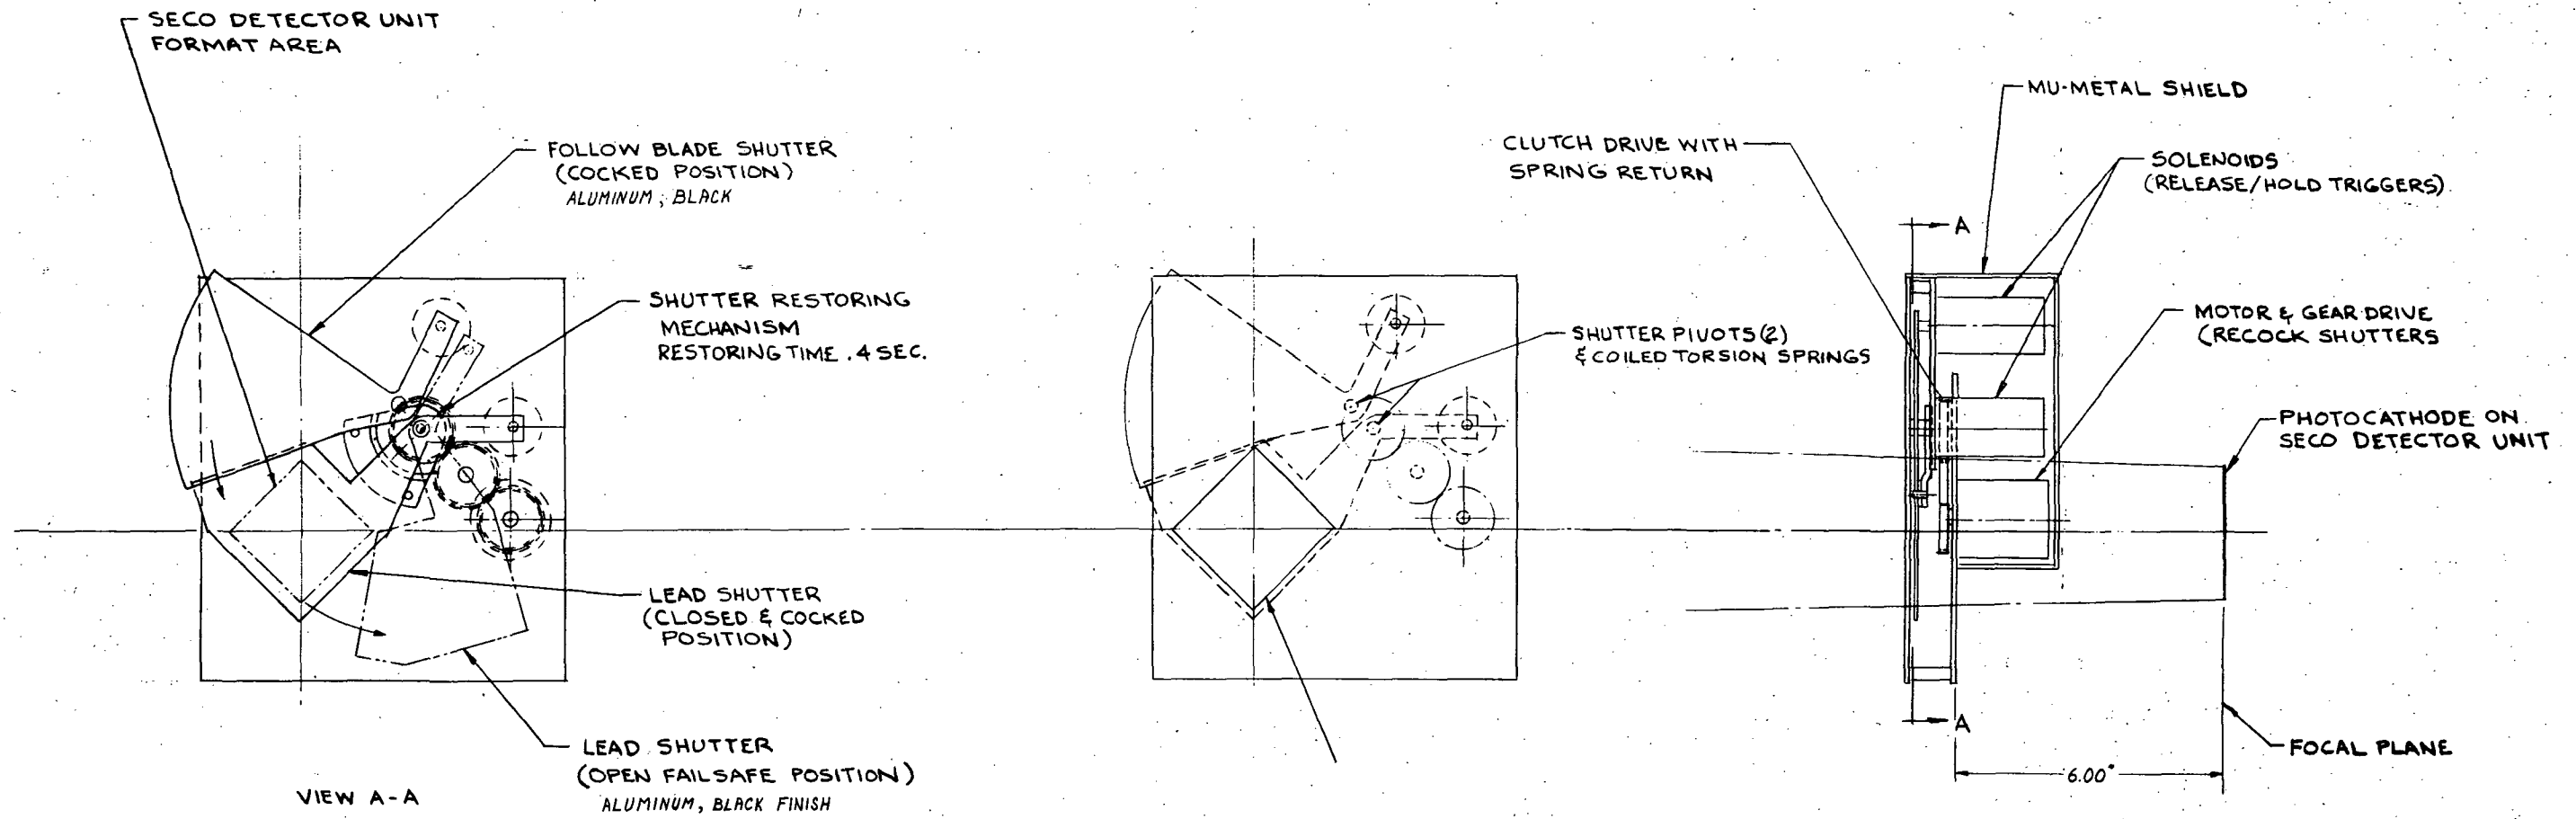 SECO DETECTOR UNIT
FORMAT AREA
FOLLOW BLADE SHUTTER
(COCKED POSITION)
ALUMINUM, BLACK
SHUTTER RESTORING
MECHANISM
RESTORING TIME .4 SEC.
LEAD SHUTTER
(CLOSED & COCKED
POSITION)
LEAD SHUTTER
(OPEN FAILSAFE POSITION)
ALUMINUM, BLACK FINISH
VIEW A-A
SHUTTER PIVOTS (2)
& COILED TORSION SPRINGS
CLUTCH DRIVE WITH
SPRING RETURN
MU-METAL SHIELD
SOLENOIDS
(RELEASE/HOLD TRIGGERS)
A
MOTOR & GEAR DRIVE
(RECOCK SHUTTERS
PHOTOCATHODE ON
SECO DETECTOR UNIT
A
FOCAL PLANE
6.00"